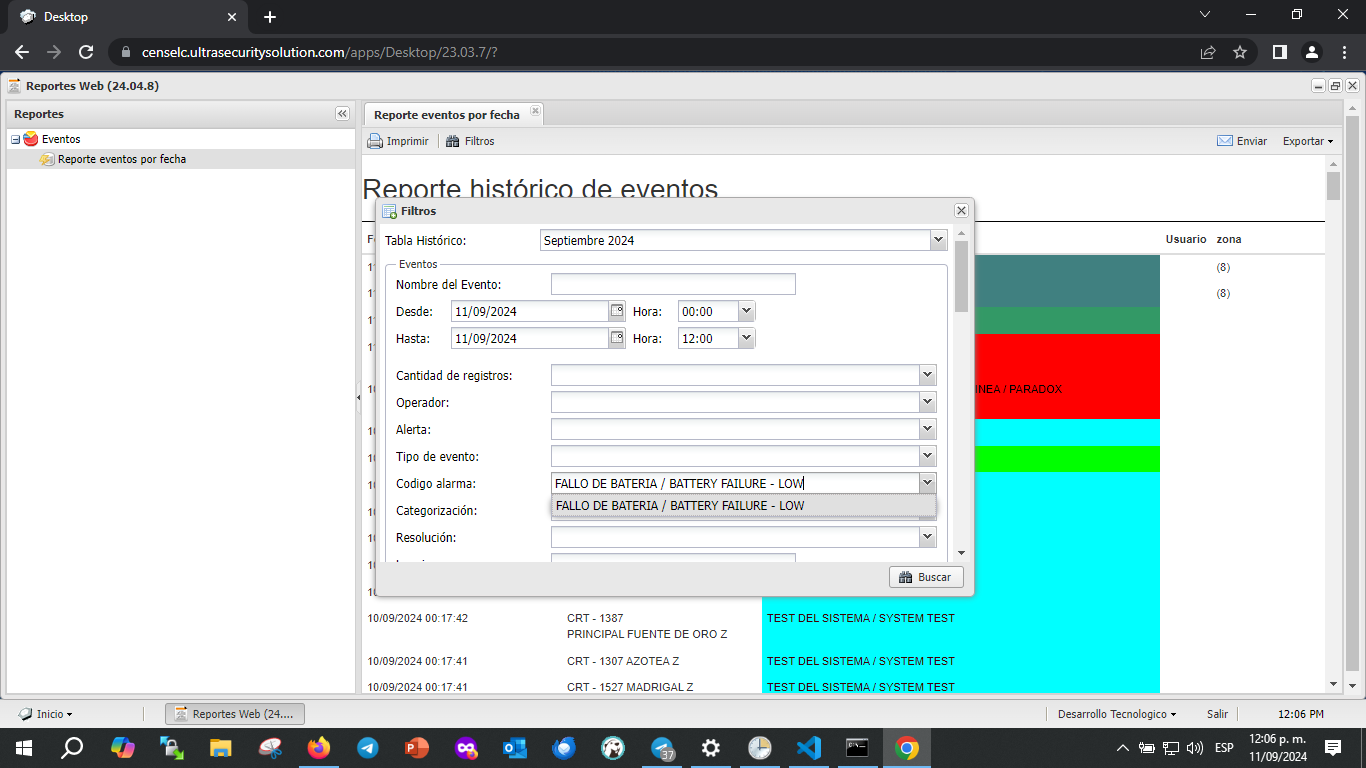 Desktop
censelc.ultrasecuritysolution.com/apps/Desktop/23.03.7/?
Reportes Web (24.04.8)
Reportes
Eventos
Reporte eventos por fecha
Reporte eventos por fecha
Imprimir
Filtros
Enviar
Exportar
Reporte histórico de eventos
Usuario zona
(8)
(8)
INEA / PARADOX
Filtros
Tabla Histórico: Septiembre 2024
Eventos
Nombre del Evento:
Desde: 11/09/2024 Hora: 00:00
Hasta: 11/09/2024 Hora: 12:00
Cantidad de registros:
Operador:
Alerta:
Tipo de evento:
Codigo alarma: FALLO DE BATERIA / BATTERY FAILURE - LOW
FALLO DE BATERIA / BATTERY FAILURE - LOW
Categorización:
Resolución:
Buscar
10/09/2024 00:17:42 CRT - 1387 TEST DEL SISTEMA / SYSTEM TEST
PRINCIPAL FUENTE DE ORO Z
10/09/2024 00:17:41 CRT - 1307 AZOTEA Z TEST DEL SISTEMA / SYSTEM TEST
10/09/2024 00:17:41 CRT - 1527 MADRIGAL Z TEST DEL SISTEMA / SYSTEM TEST
Inicio
Reportes Web (24....
Desarrollo Tecnologico
Salir
12:06 PM
37
ESP
12:06 p. m.
11/09/2024